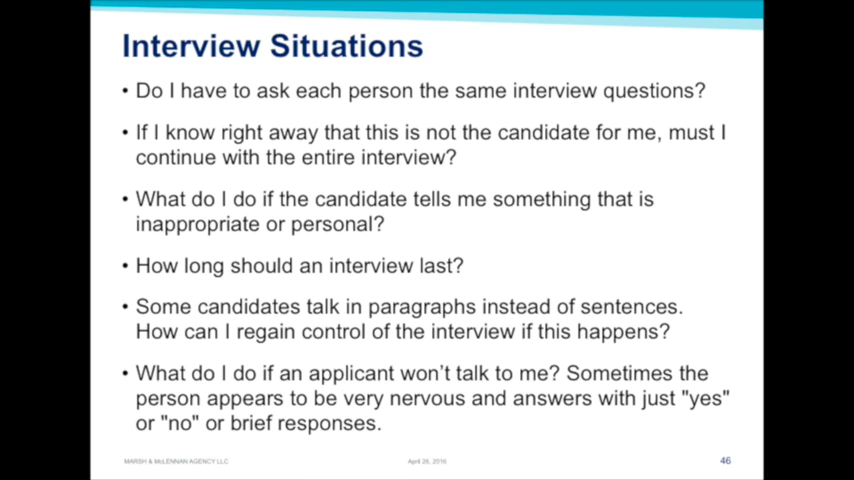 Interview Situations
• Do I have to ask each person the same interview questions?
• If I know right away that this is not the candidate for me, must I
continue with the entire interview?
• What do I do if the candidate tells me something that is
inappropriate or personal?
• How long should an interview last?
• Some candidates talk in paragraphs instead of sentences.
How can I regain control of the interview if this happens?
• What do I do if an applicant won't talk to me? Sometimes the
person appears to be very nervous and answers with just "yes"
or "no" or brief responses.
MARSH & McLENNAN AGENCY LLC
April 28, 2016
46